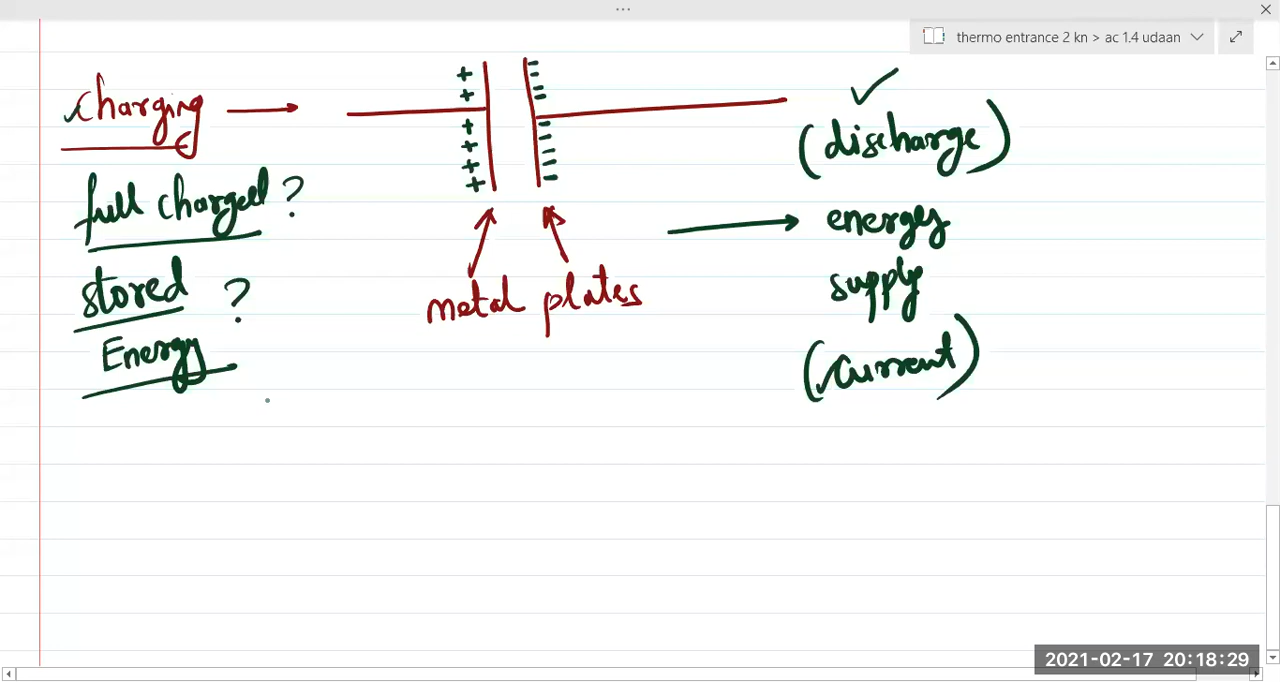 thermo entrance 2 kn > ac 1.4 udaan
charging
full charged ?
stored ?
Energy
+ +
+ + + +
metal plates
(discharge)
energy
supply
(current)
2021-02-17 20:18:29